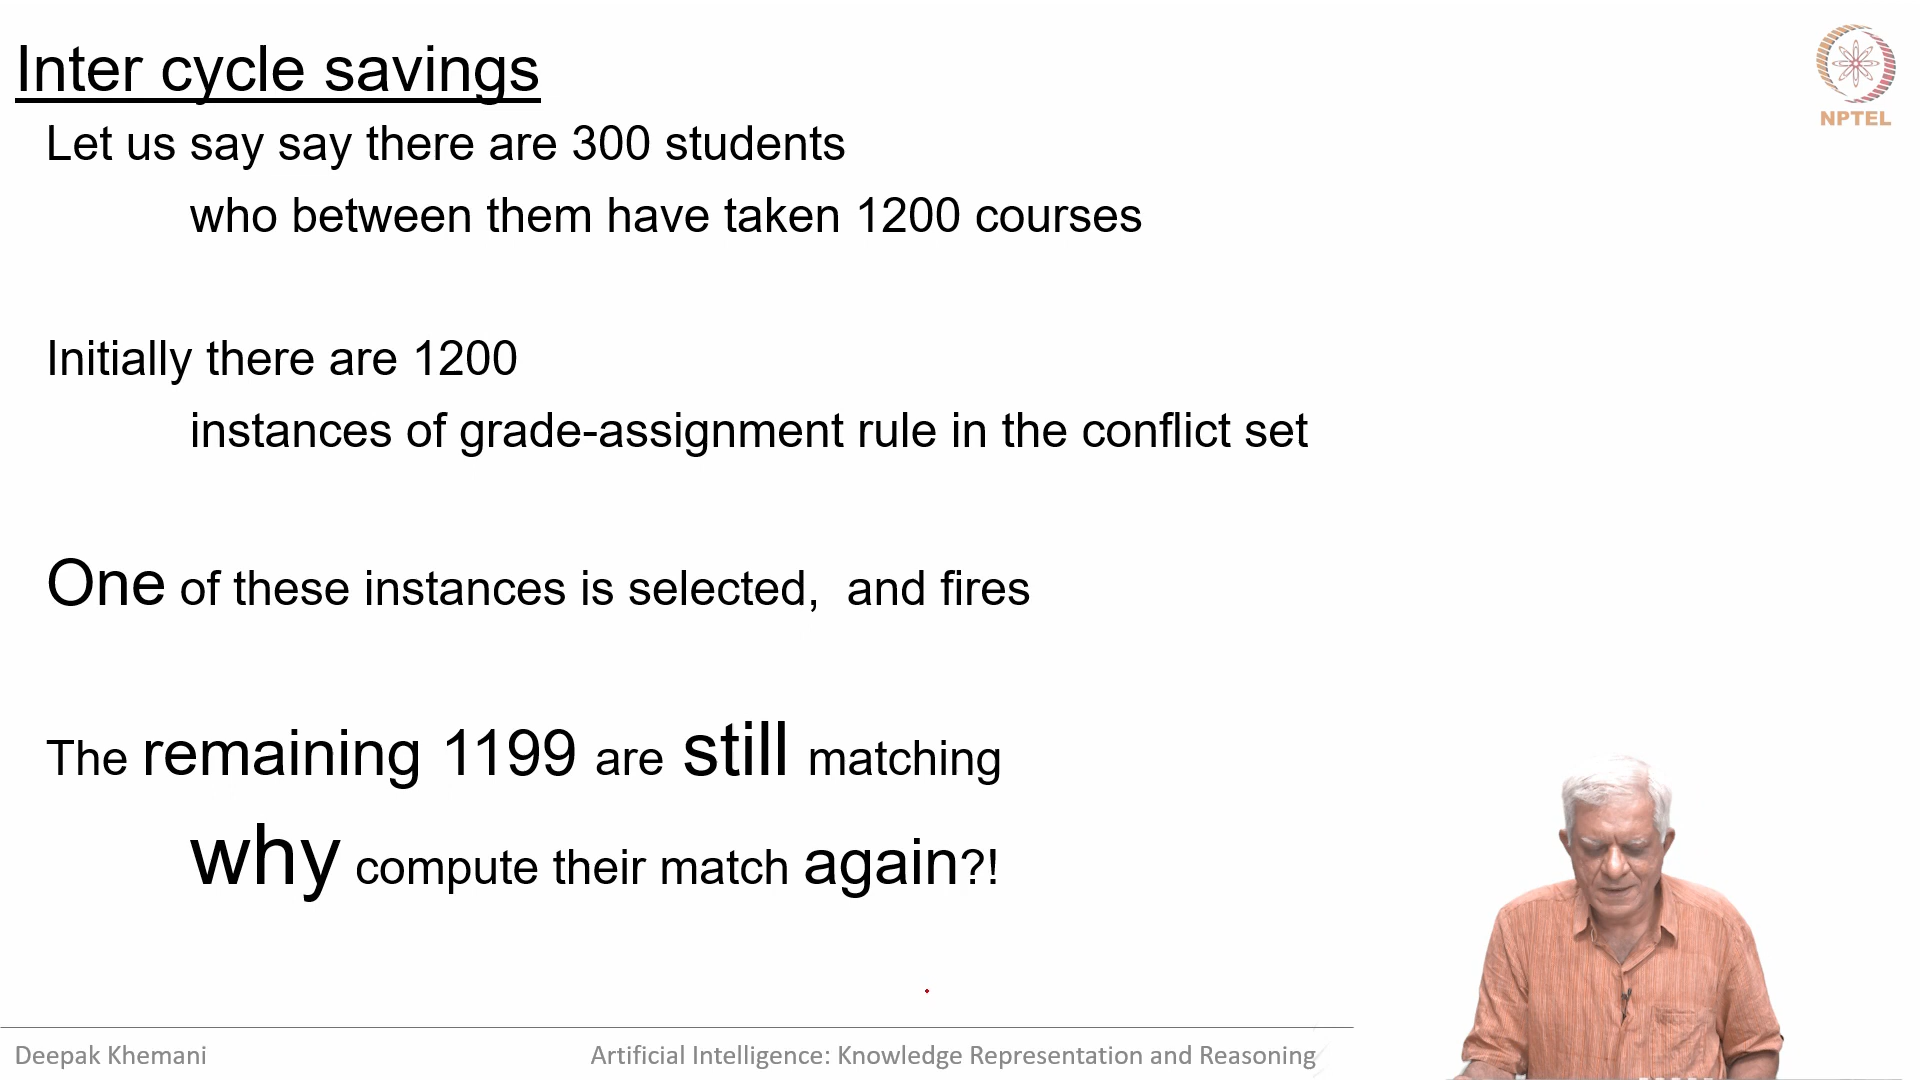 Inter cycle savings
NPTEL
Let us say say there are 300 students
who between them have taken 1200 courses
Initially there are 1200
instances of grade-assignment rule in the conflict set
One of these instances is selected,  and fires
The remaining 1199 are still matching
why compute their match again?!
Deepak Khemani
Artificial Intelligence: Knowledge Representation and Reasoning